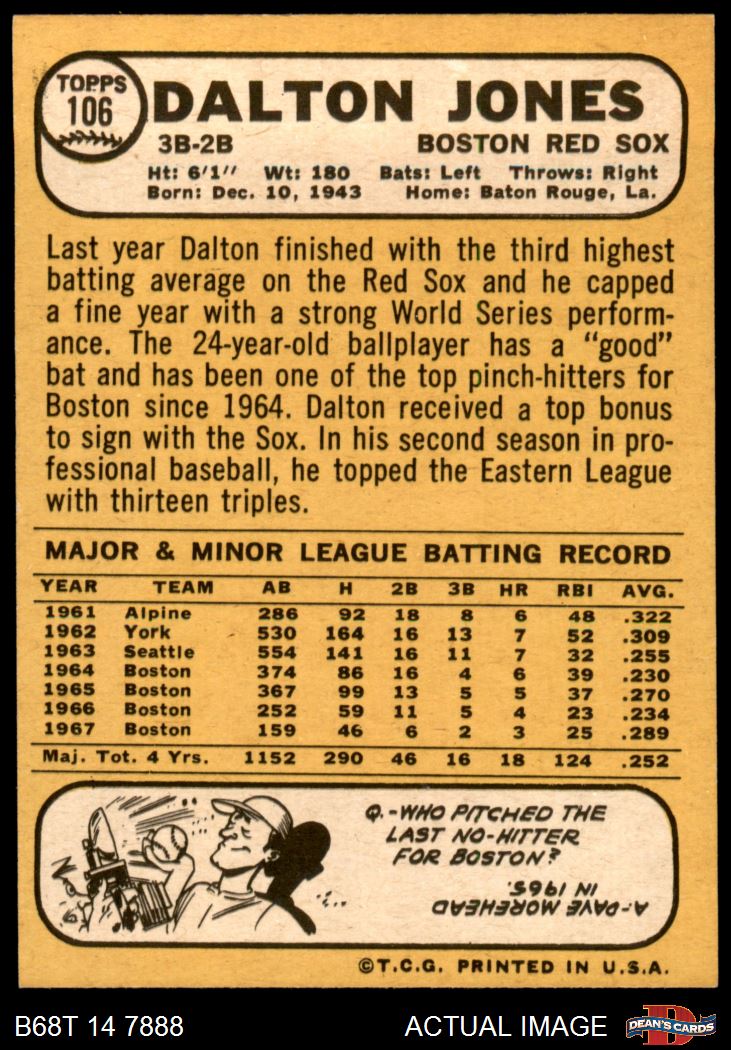 TOPPS
106
DALTON JONES
3B-2B BOSTON RED SOX
Ht: 6'1" Wt: 180 Bats: Left Throws: Right
Born: Dec. 10, 1943 Home: Baton Rouge, La.
Last year Dalton finished with the third highest
batting average on the Red Sox and he capped
a fine year with a strong World Series perform-
ance. The 24-year-old ballplayer has a "good"
bat and has been one of the top pinch-hitters for
Boston since 1964. Dalton received a top bonus
to sign with the Sox. In his second season in pro-
fessional baseball, he topped the Eastern League
with thirteen triples.
MAJOR & MINOR LEAGUE BATTING RECORD
YEAR TEAM AB H 2B 3B HR RBI AVG.
1961 Alpine 286 92 18 8 6 48 .322
1962 York 530 164 16 13 7 52 .309
1963 Seattle 554 141 16 11 7 32 .255
1964 Boston 374 86 16 4 6 39 .230
1965 Boston 367 99 13 5 5 37 .270
1966 Boston 252 59 11 5 4 23 .234
1967 Boston 159 46 6 2 3 25 .289
Maj. Tot. 4 Yrs. 1152 290 46 16 18 124 .252
Q.-WHO PITCHED THE
LAST NO-HITTER
FOR BOSTON?
A-DAVE MOREHEAD
IN 1965.
©T.C.G. PRINTED IN U.S.A.
B68T 14 7888 ACTUAL IMAGE
D
DEAN'S CARDS